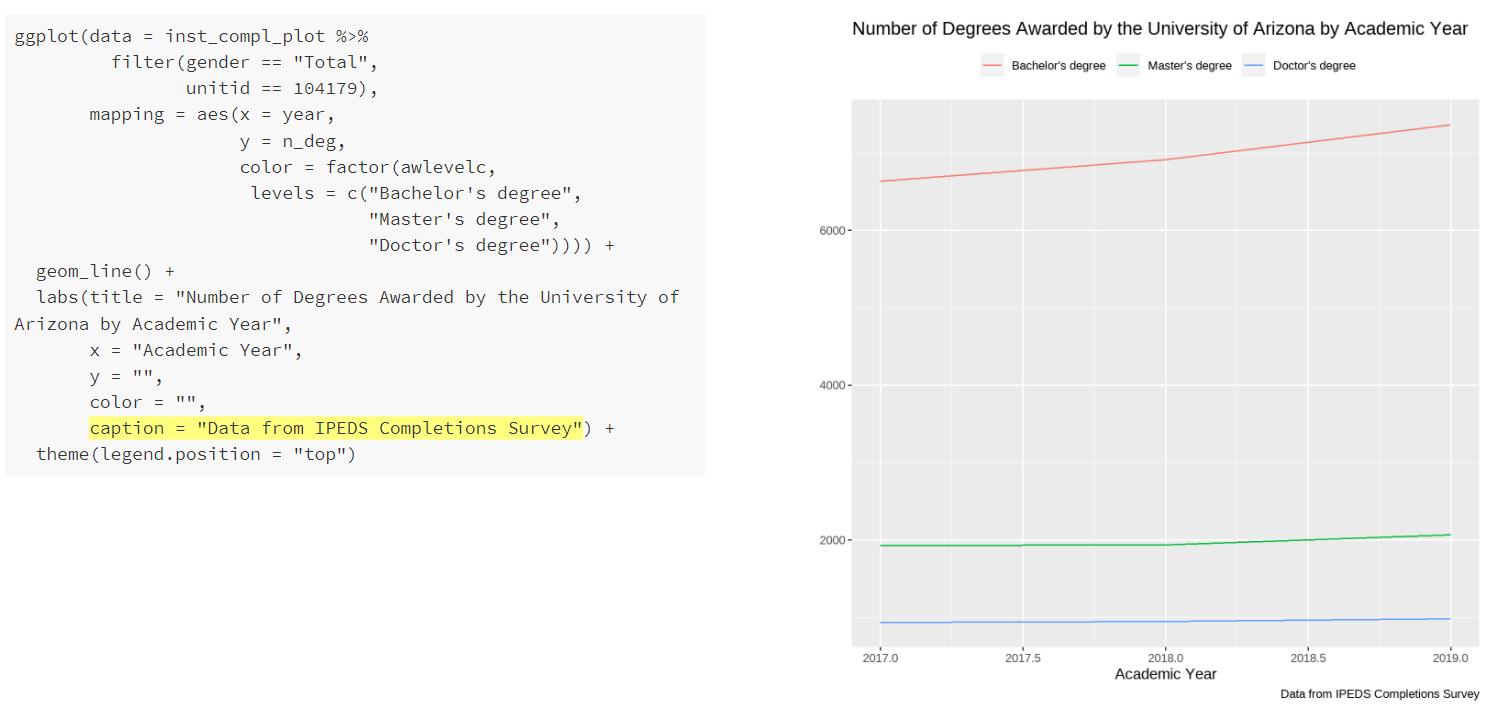 ggplot(data = inst_compl_plot %>%
         filter(gender == "Total",
                unitid == 104179),
       mapping = aes(x = year,
                     y = n_deg,
                     color = factor(awlevelc,
                      levels = c("Bachelor's degree",
                                 "Master's degree",
                                 "Doctor's degree")))) +
  geom_line() +
  labs(title = "Number of Degrees Awarded by the University of
Arizona by Academic Year",
       x = "Academic Year",
       y = "",
       color = "",
       caption = "Data from IPEDS Completions Survey") +
  theme(legend.position = "top")
Number of Degrees Awarded by the University of Arizona by Academic Year
Bachelor's degree Master's degree Doctor's degree
6000
4000
2000
2017.0 2017.5 2018.0 2018.5 2019.0
Academic Year
Data from IPEDS Completions Survey